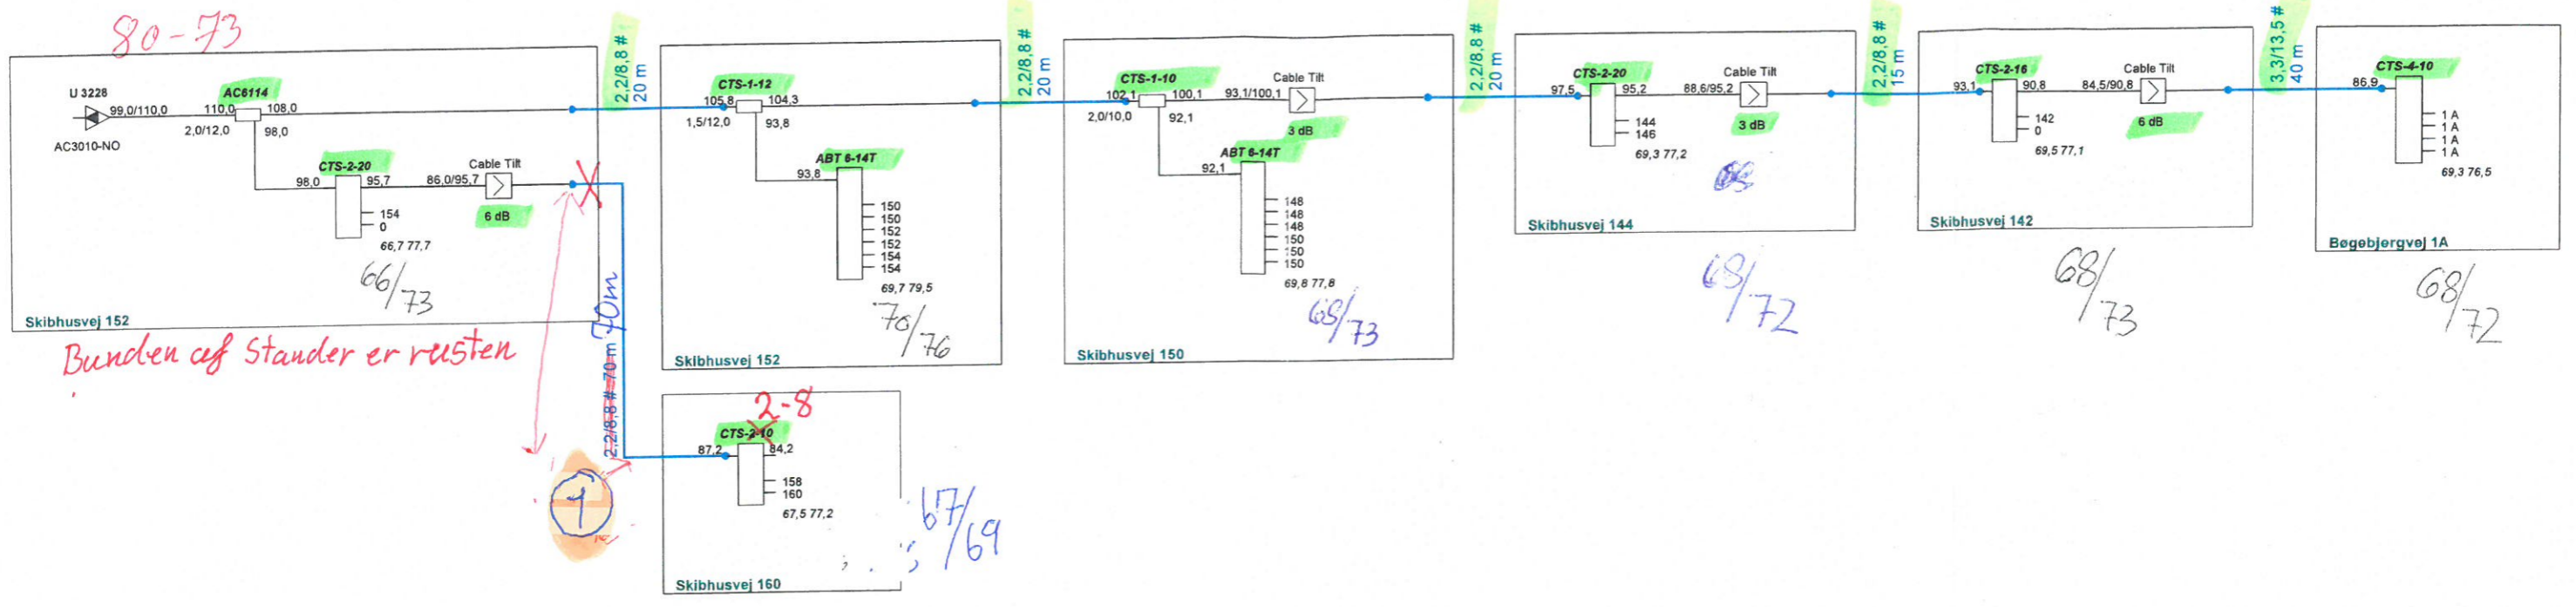 80-73
U 3228
AC3010-NO
99,0/110,0
AC6114
110,0
108,0
2,0/12,0
98,0
CTS-2-20
98,0
95,7
154
0
66,7 77,7
66/73
86,0/95,7
Cable Tilt
6 dB
Skibhusvej 152
Bunden af Stander er rusten
2,2/8,8 #
20 m
CTS-1-12
105,8
104,3
1,5/12,0
93,8
ABT 6-14T
93,8
150
150
152
152
154
154
69,7 79,5
70/76
Skibhusvej 152
2,2/8,8 # 70 m
70m
1
2-8
CTS-2-10
87,2
84,2
158
160
67,5 77,2
67/69
Skibhusvej 160
2,2/8,8 #
20 m
CTS-1-10
102,1
100,1
2,0/10,0
92,1
93,1/100,1
Cable Tilt
3 dB
ABT 6-14T
92,1
148
148
148
150
150
150
69,8 77,8
68/73
Skibhusvej 150
2,2/8,8 #
20 m
CTS-2-20
97,5
95,2
144
146
69,3 77,2
88,6/95,2
Cable Tilt
3 dB
Skibhusvej 144
68/72
2,2/8,8 #
15 m
CTS-2-16
93,1
90,8
142
0
69,5 77,1
84,5/90,8
Cable Tilt
6 dB
Skibhusvej 142
68/73
3,3/13,5 #
40 m
CTS-4-10
86,9
1 A
1 A
1 A
1 A
69,3 76,5
Bøgebjergvej 1A
68/72